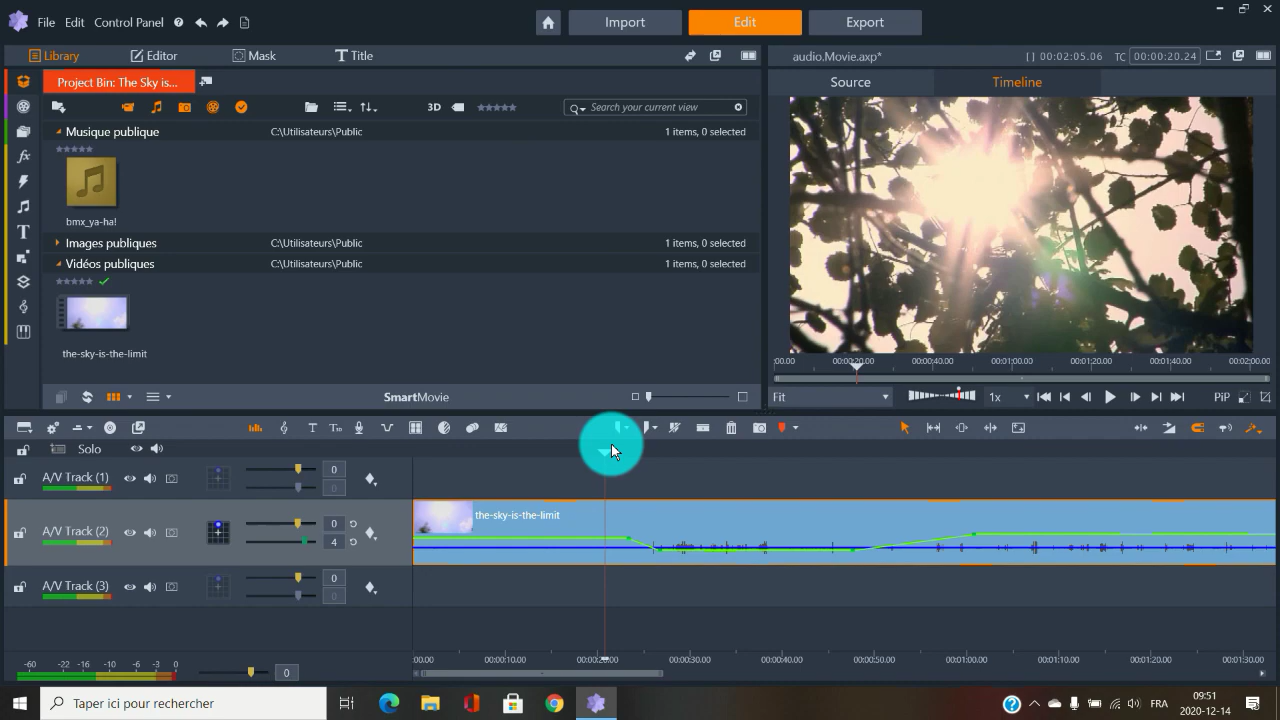 File Edit Control Panel
Import Edit Export
Library Editor Mask Title
audio.Movie.axp* [] 00:02:05.06 TC 00:00:20.24
Project Bin: The Sky is...
Source Timeline
3D Search your current view
Musique publique C:\Utilisateurs\Public 1 items, 0 selected
bmx_ya-ha!
Images publiques C:\Utilisateurs\Public 1 items, 0 selected
Vidéos publiques C:\Utilisateurs\Public 1 items, 0 selected
the-sky-is-the-limit
:00.00 00:00:20.00 00:00:40.00 00:01:00.00 00:01:20.00 00:01:40.00 00:02:00.00
SmartMovie
Fit 1x PiP
Solo
A/V Track (1) 0 0
A/V Track (2) 0 4
the-sky-is-the-limit
A/V Track (3) 0 0
:00.00 00:00:10.00 00:00:20.00 00:00:30.00 00:00:40.00 00:00:50.00 00:01:00.00 00:01:10.00 00:01:20.00 00:01:30.00
-60 -22 -16 -10 -6 -3 0 0
Taper ici pour rechercher
FRA 09:51
2020-12-14